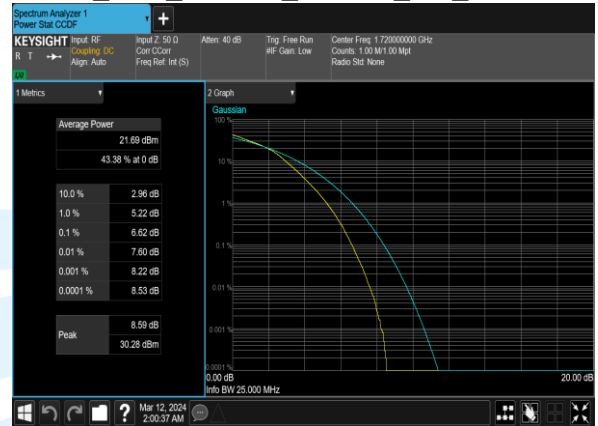 Spectrum Analyzer 1
Power Stat CCDF
KEYSIGHT
R T
LXI
Input: RF
Coupling: DC
Align: Auto
Input Z: 50 Ω
Corr CCorr
Freq Ref: Int (S)
Atten: 40 dB
Trig: Free Run
#IF Gain: Low
Center Freq: 1.720000000 GHz
Counts: 1.00 M/1.00 Mpt
Radio Std: None
1 Metrics
Average Power
21.69 dBm
43.38 % at 0 dB
10.0 % 2.96 dB
1.0 % 5.22 dB
0.1 % 6.62 dB
0.01 % 7.60 dB
0.001 % 8.22 dB
0.0001 % 8.53 dB
Peak
8.59 dB
30.28 dBm
2 Graph
Gaussian
100 %
10 %
1 %
0.1 %
0.01 %
0.001 %
0.0001 %
0.00 dB
20.00 dB
Info BW 25.000 MHz
?
Mar 12, 2024
2:00:37 AM